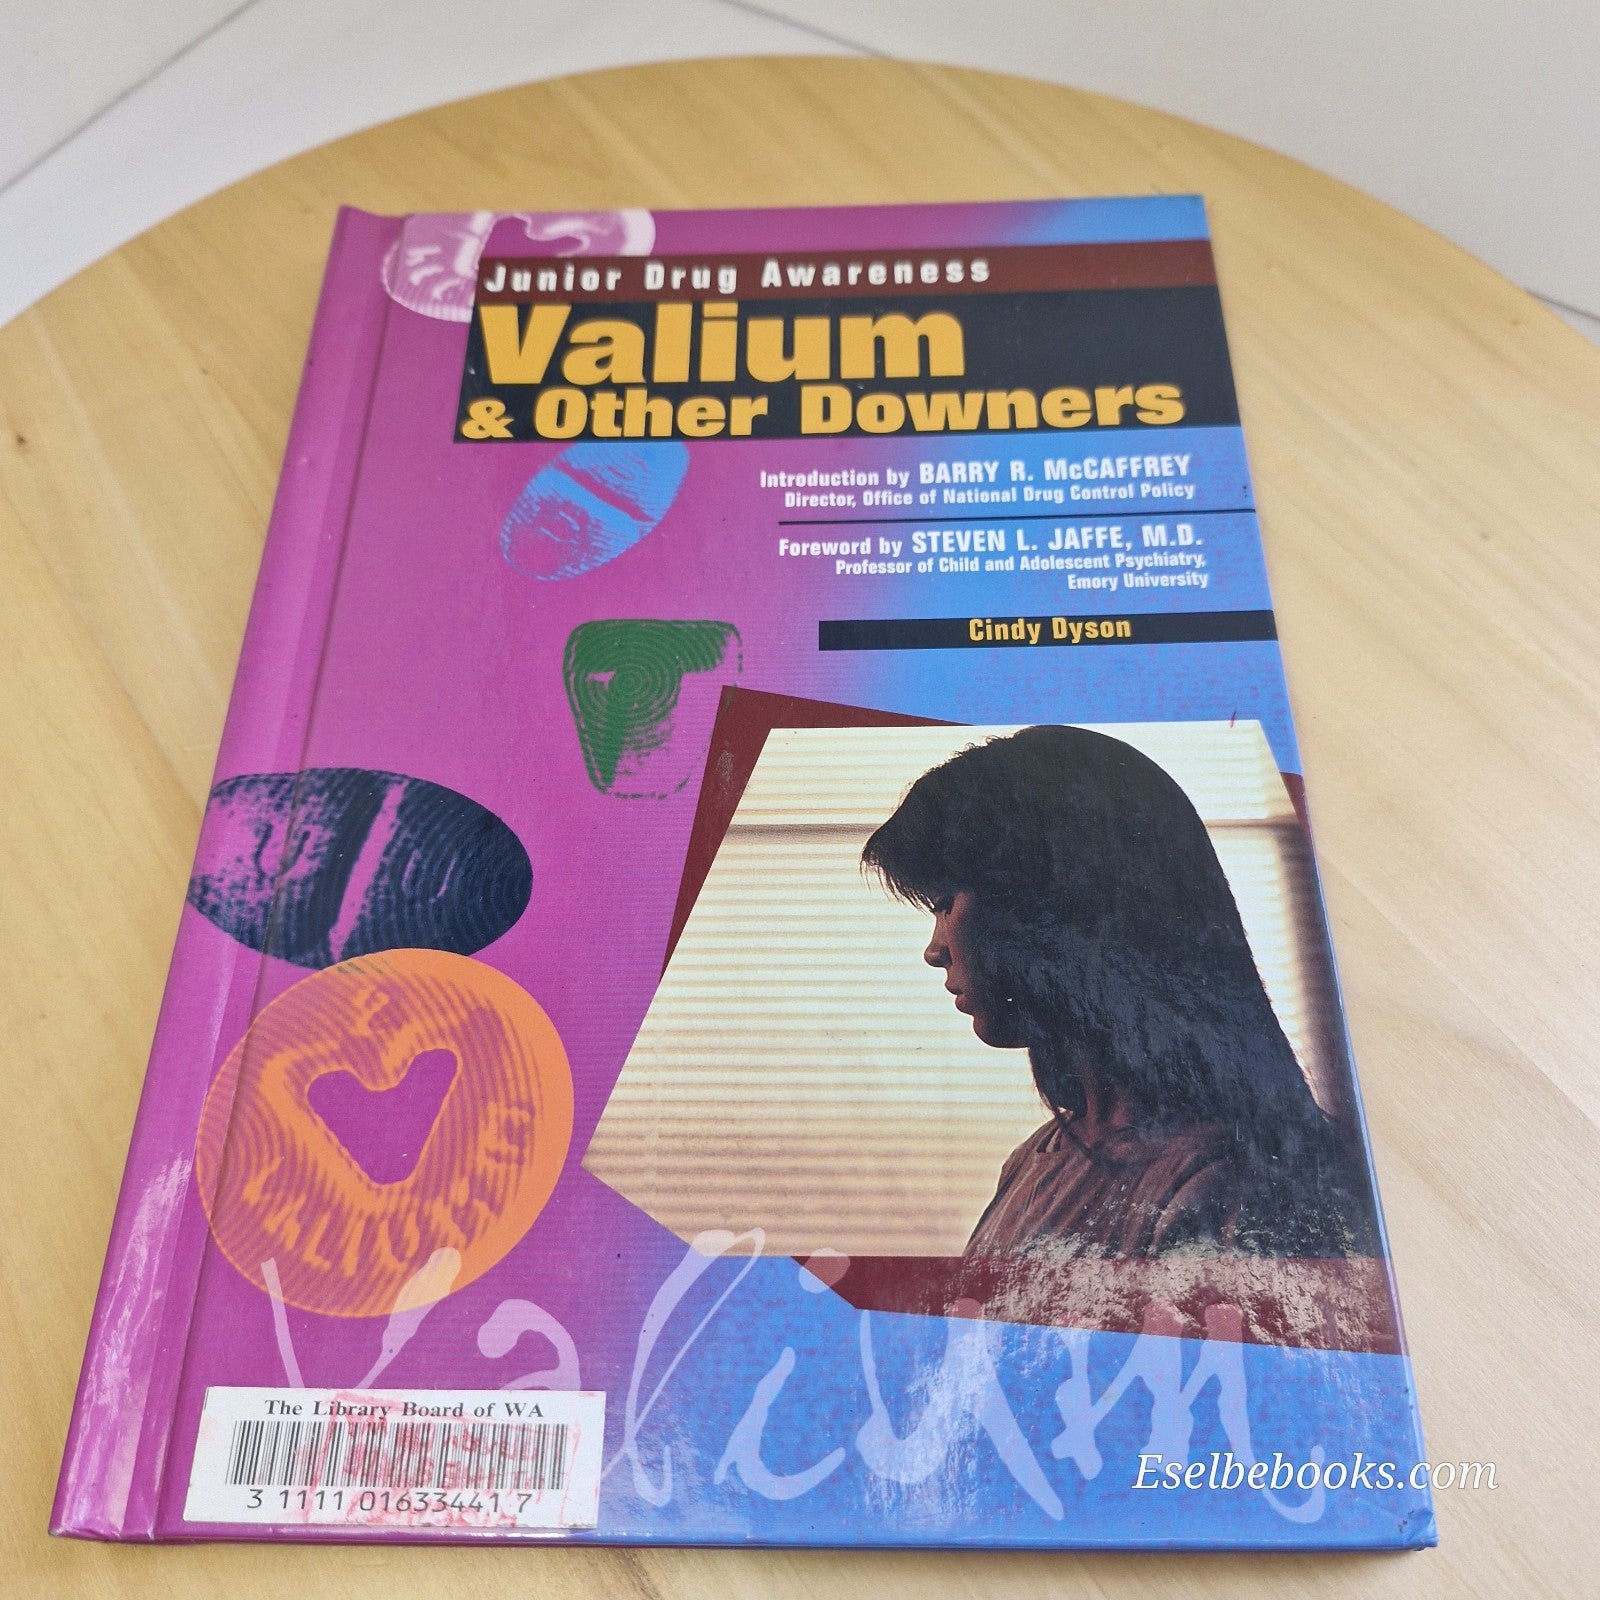 Junior Drug Awareness
Valium
& Other Downers
Introduction by BARRY R. McCAFFREY
Director, Office of National Drug Control Policy
Foreword by STEVEN L. JAFFE, M.D.
Professor of Child and Adolescent Psychiatry,
Emory University
Cindy Dyson
Valium
The Library Board of WA
3 1111 01633441 7
Eselbebooks.com